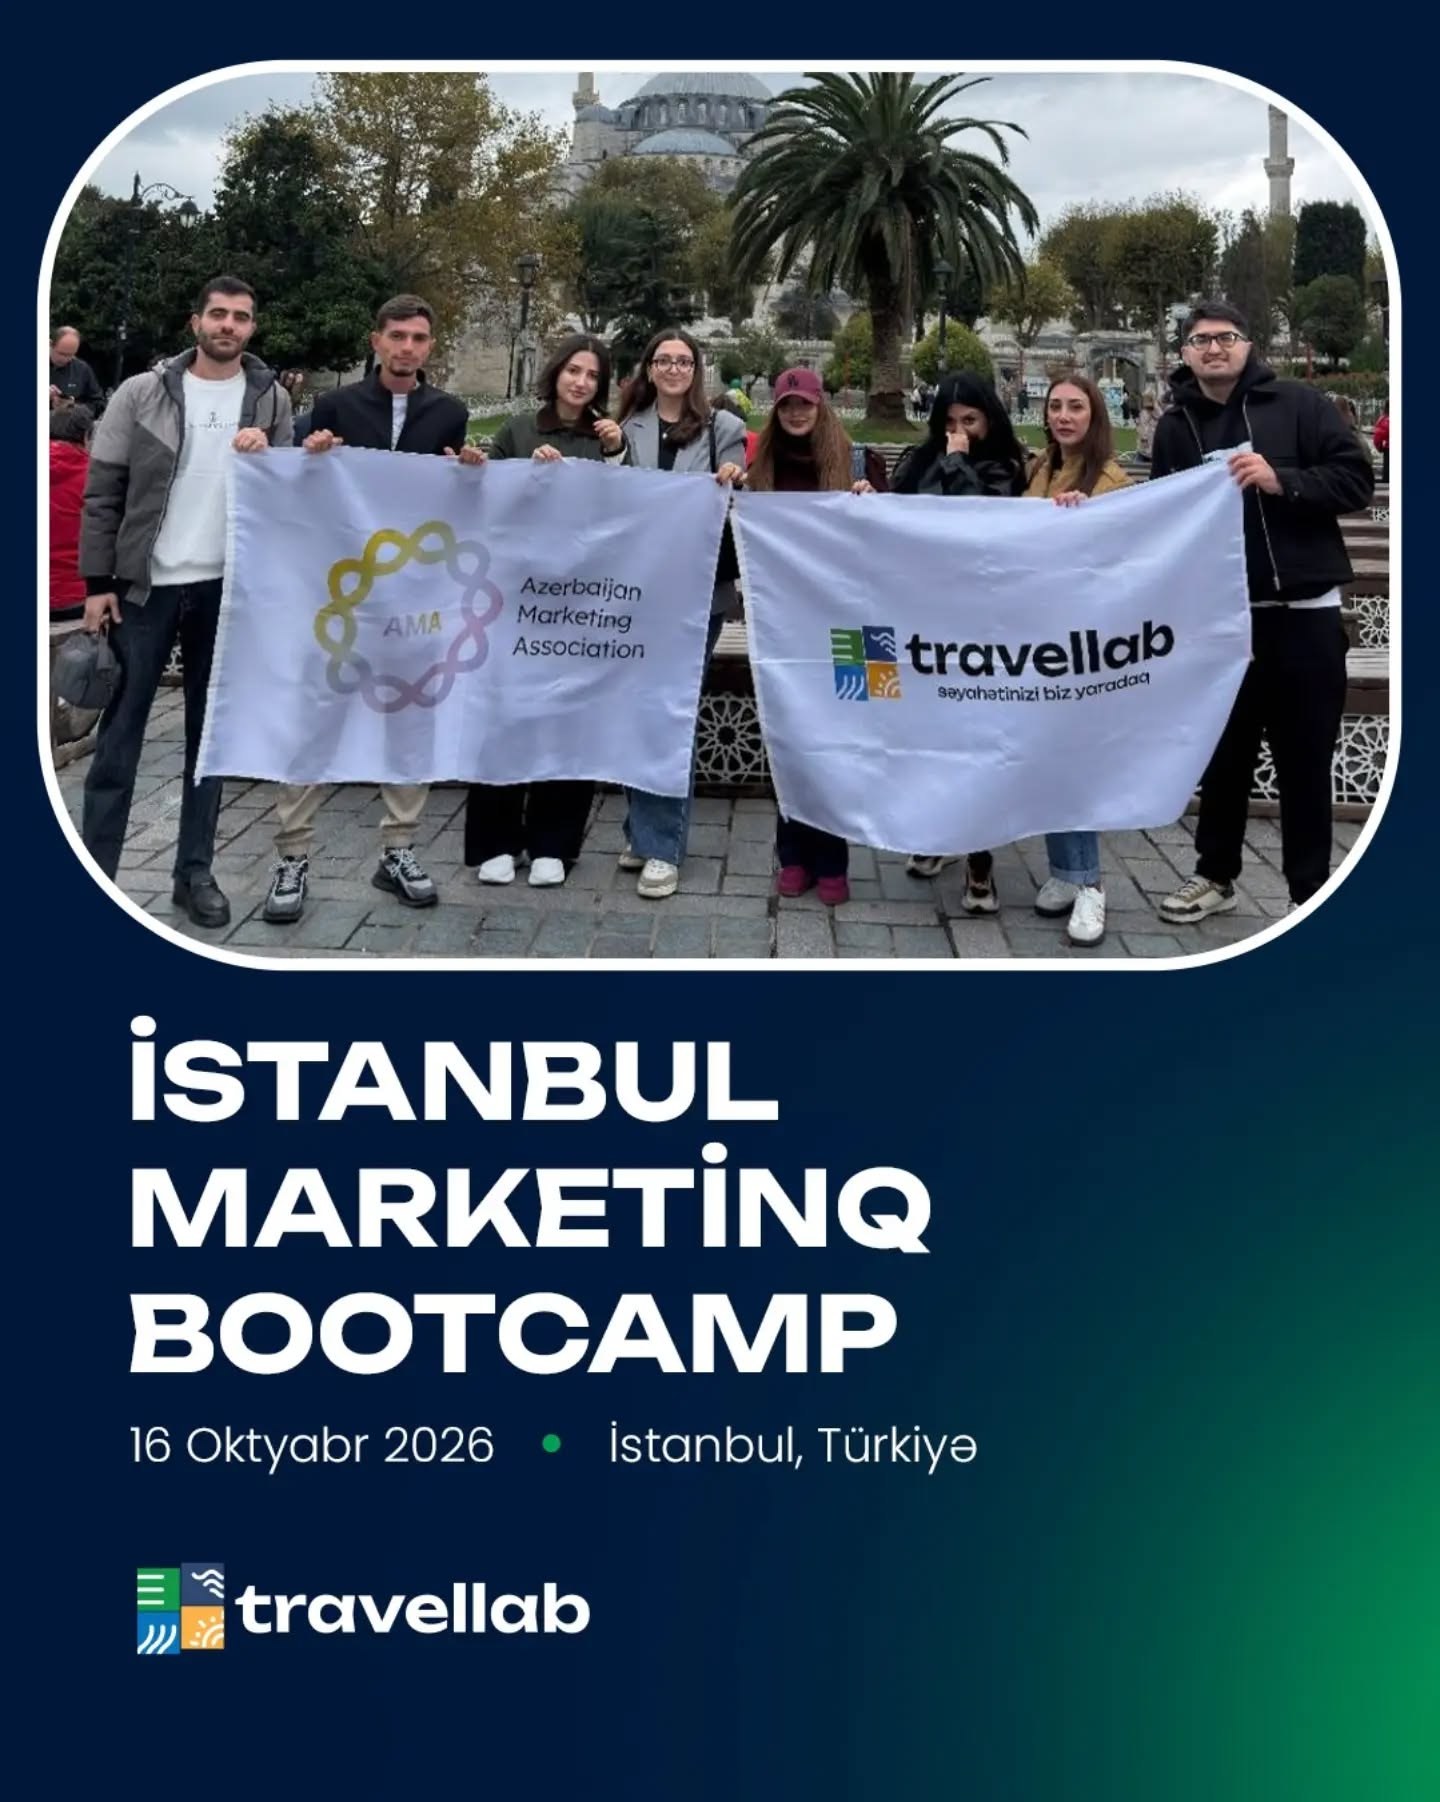 AMA
Azerbaijan
Marketing
Association
travellab
səyahətinizi biz yaradaq
İSTANBUL
MARKETİNQ
BOOTCAMP
16 Oktyabr 2026 • İstanbul, Türkiyə
travellab